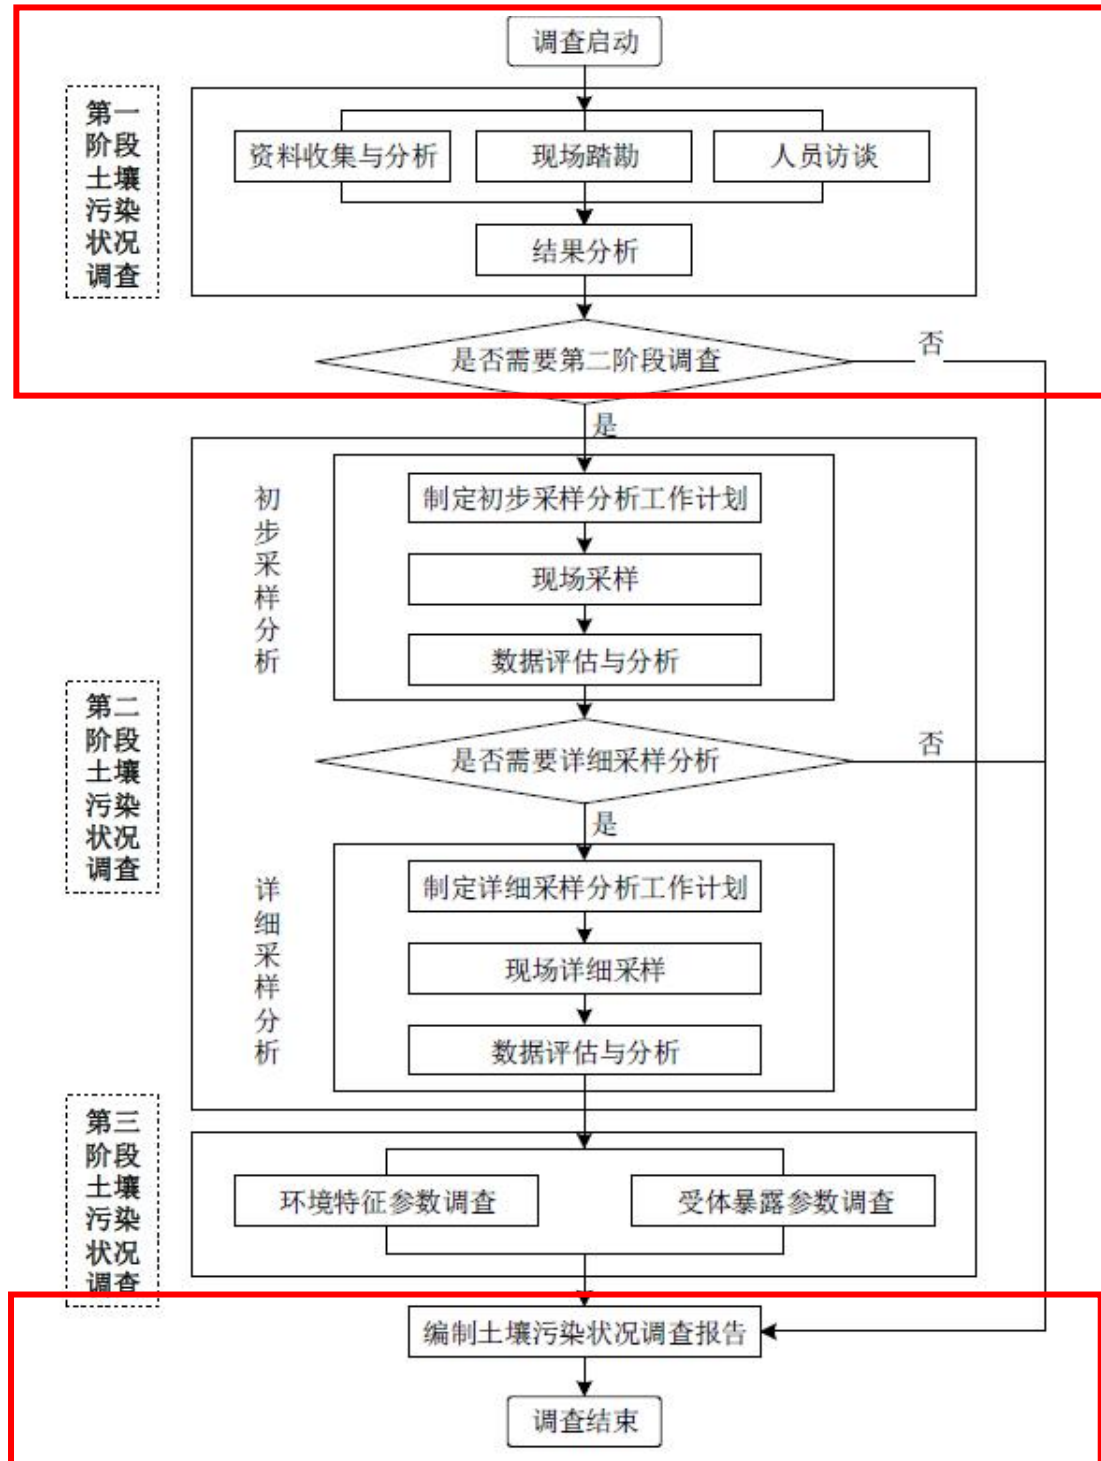 调查启动
第一
阶段
土壤
污染
状况
调查
资料收集与分析
现场踏勘
人员访谈
结果分析
是否需要第二阶段调查
否
是
初
步
采
样
分
析
制定初步采样分析工作计划
现场采样
数据评估与分析
第二
阶段
土壤
污染
状况
调查
是否需要详细采样分析
否
是
详
细
采
样
分
析
制定详细采样分析工作计划
现场详细采样
数据评估与分析
第三
阶段
土壤
污染
状况
调查
环境特征参数调查
受体暴露参数调查
编制土壤污染状况调查报告
调查结束